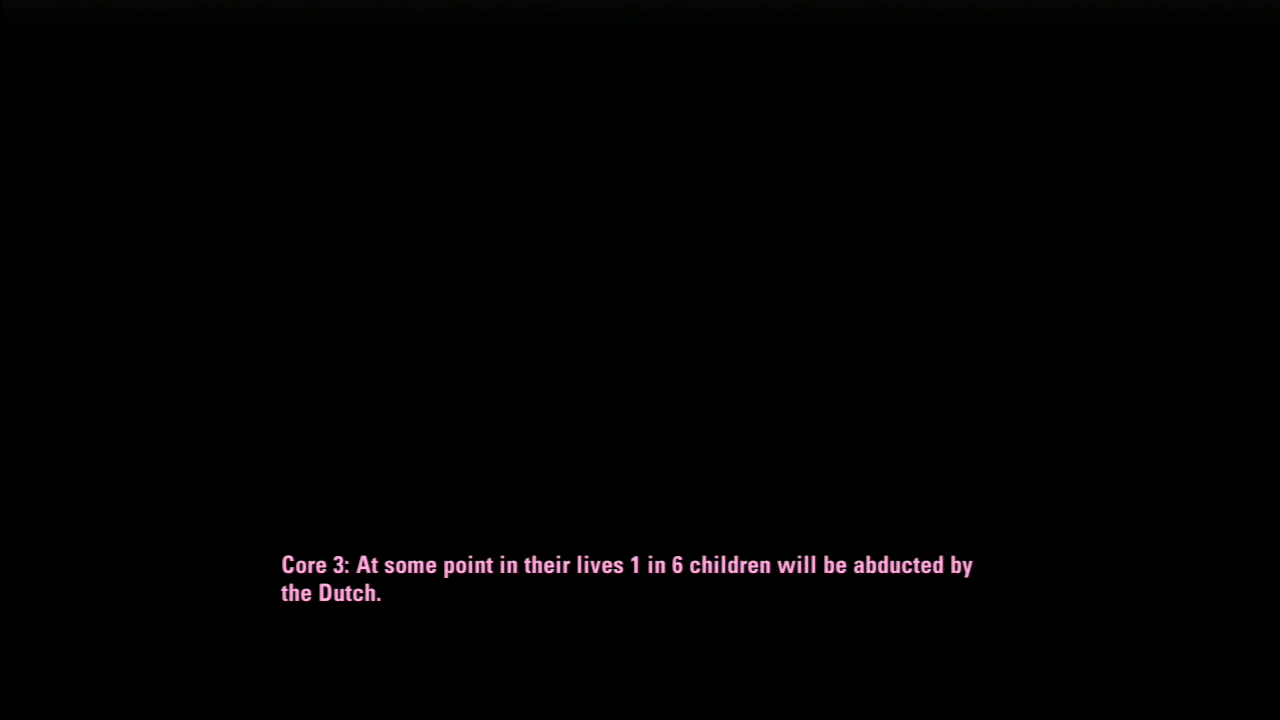 Core 3: At some point in their lives 1 in 6 children will be abducted by
the Dutch.